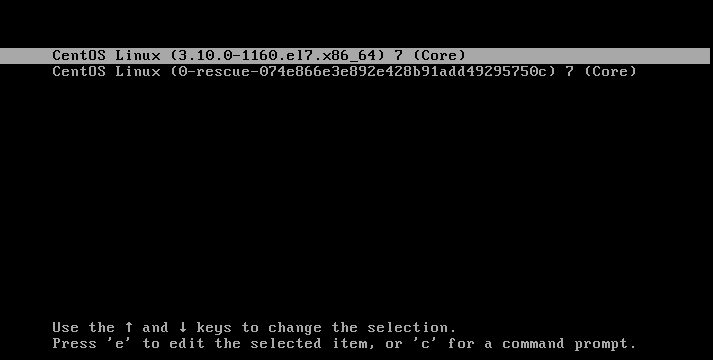 CentOS Linux (3.10.0-1160.el7.x86_64) 7 (Core)
CentOS Linux (0-rescue-074e866e3e892e428b91add49295750c) 7 (Core)
Use the ↑ and ↓ keys to change the selection.
Press 'e' to edit the selected item, or 'c' for a command prompt.